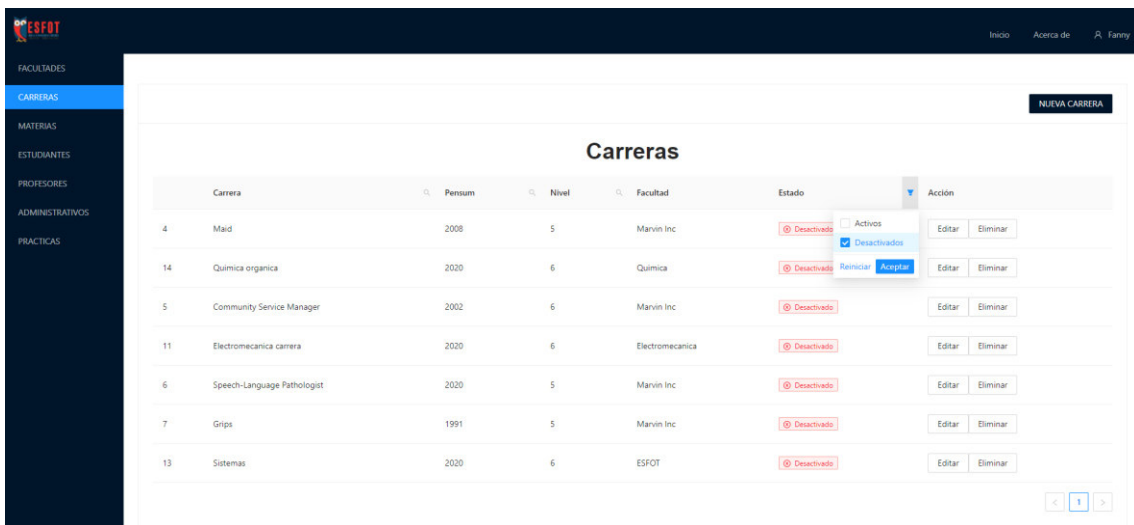 ESFOT
Inicio Acerca de Fanny
FACULTADES
CARRERAS
MATERIAS
ESTUDIANTES
PROFESORES
ADMINISTRATIVOS
PRACTICAS
NUEVA CARRERA
Carreras
Carrera Pensum Nivel Facultad Estado Acción
4 Maid 2008 5 Marvin Inc Desactivado Editar Eliminar
Activos
Desactivados
Reiniciar Aceptar
14 Quimica organica 2020 6 Quimica Desactivado Editar Eliminar
5 Community Service Manager 2002 6 Marvin Inc Desactivado Editar Eliminar
11 Electromecanica carrera 2020 6 Electromecanica Desactivado Editar Eliminar
6 Speech-Language Pathologist 2020 5 Marvin Inc Desactivado Editar Eliminar
7 Grips 1991 5 Marvin Inc Desactivado Editar Eliminar
13 Sistemas 2020 6 ESFOT Desactivado Editar Eliminar
< 1 >